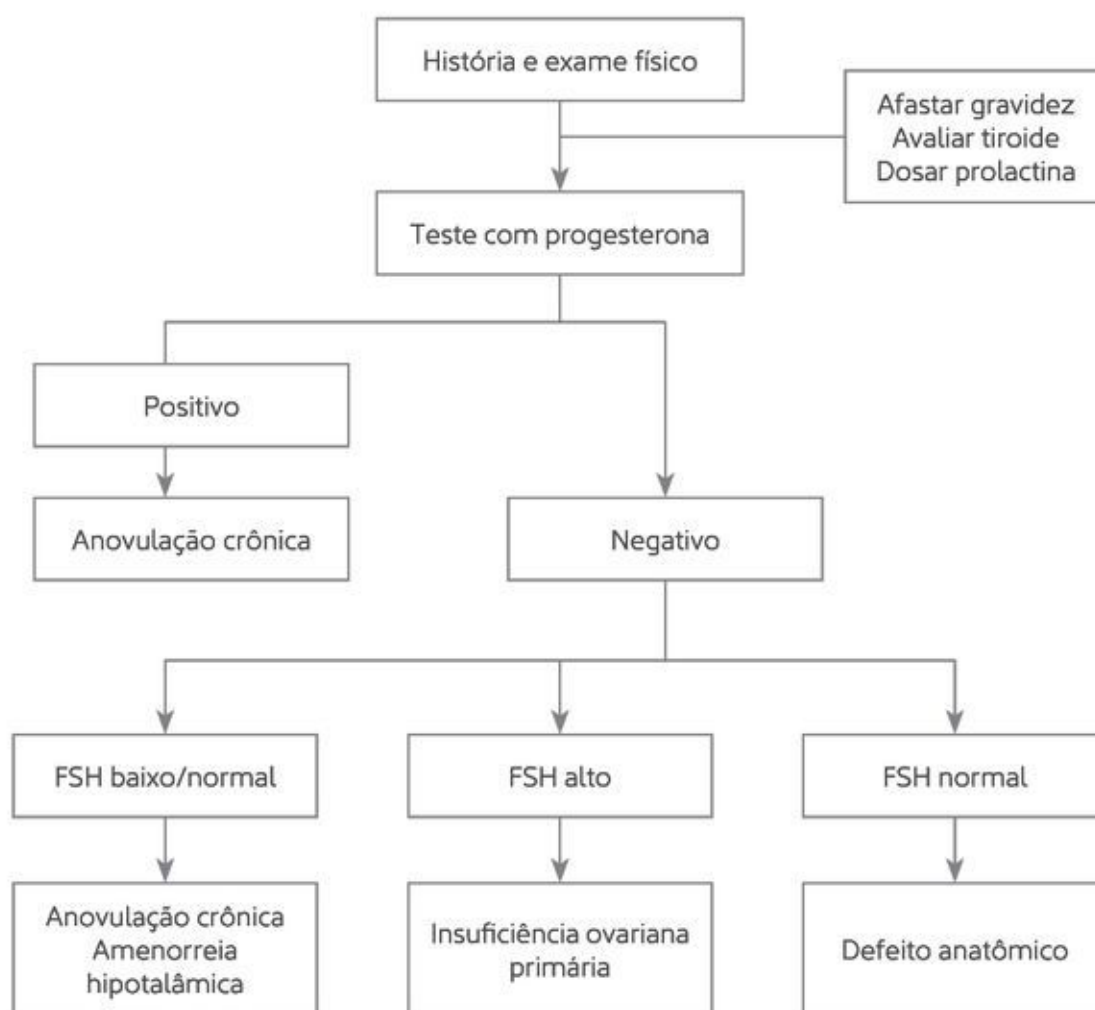 História e exame físico
Afastar gravidez
Avaliar tiroide
Dosar prolactina
Teste com progesterona
Positivo
Anovulação crônica
Negativo
FSH baixo/normal
FSH alto
FSH normal
Anovulação crônica
Amenorreia
hipotalâmica
Insuficiência ovariana
primária
Defeito anatômico